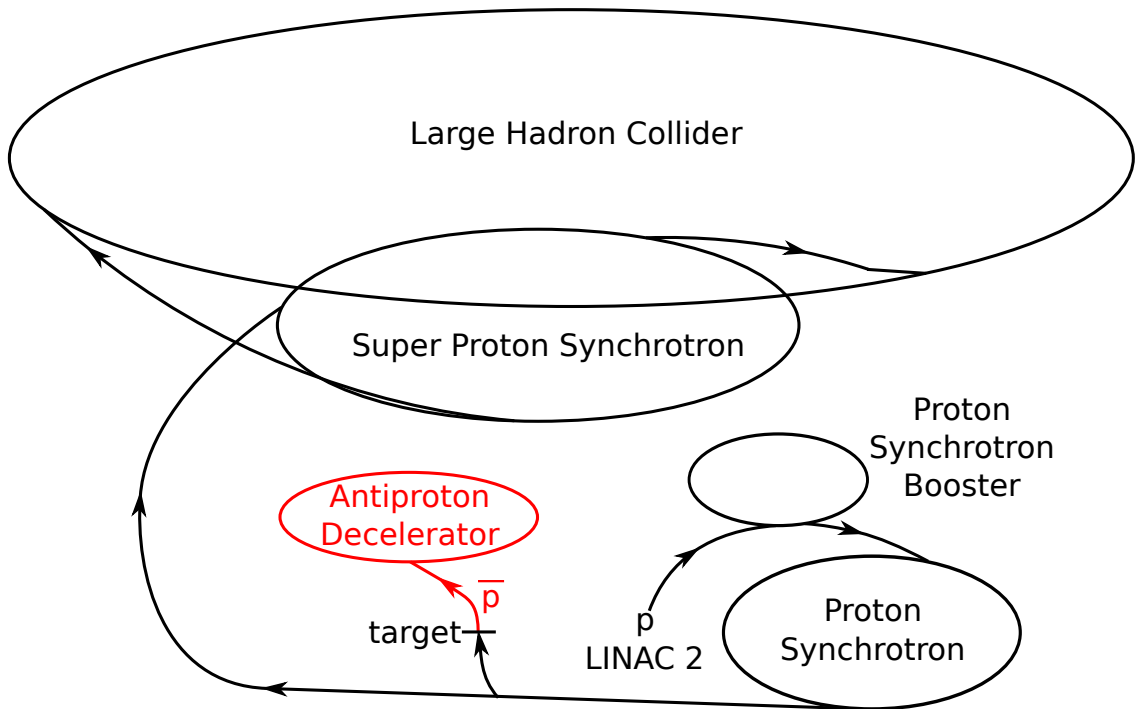 Large Hadron Collider
Super Proton Synchrotron
Proton
Synchrotron
Booster
Antiproton
Decelerator
p̅
target
p
LINAC 2
Proton
Synchrotron